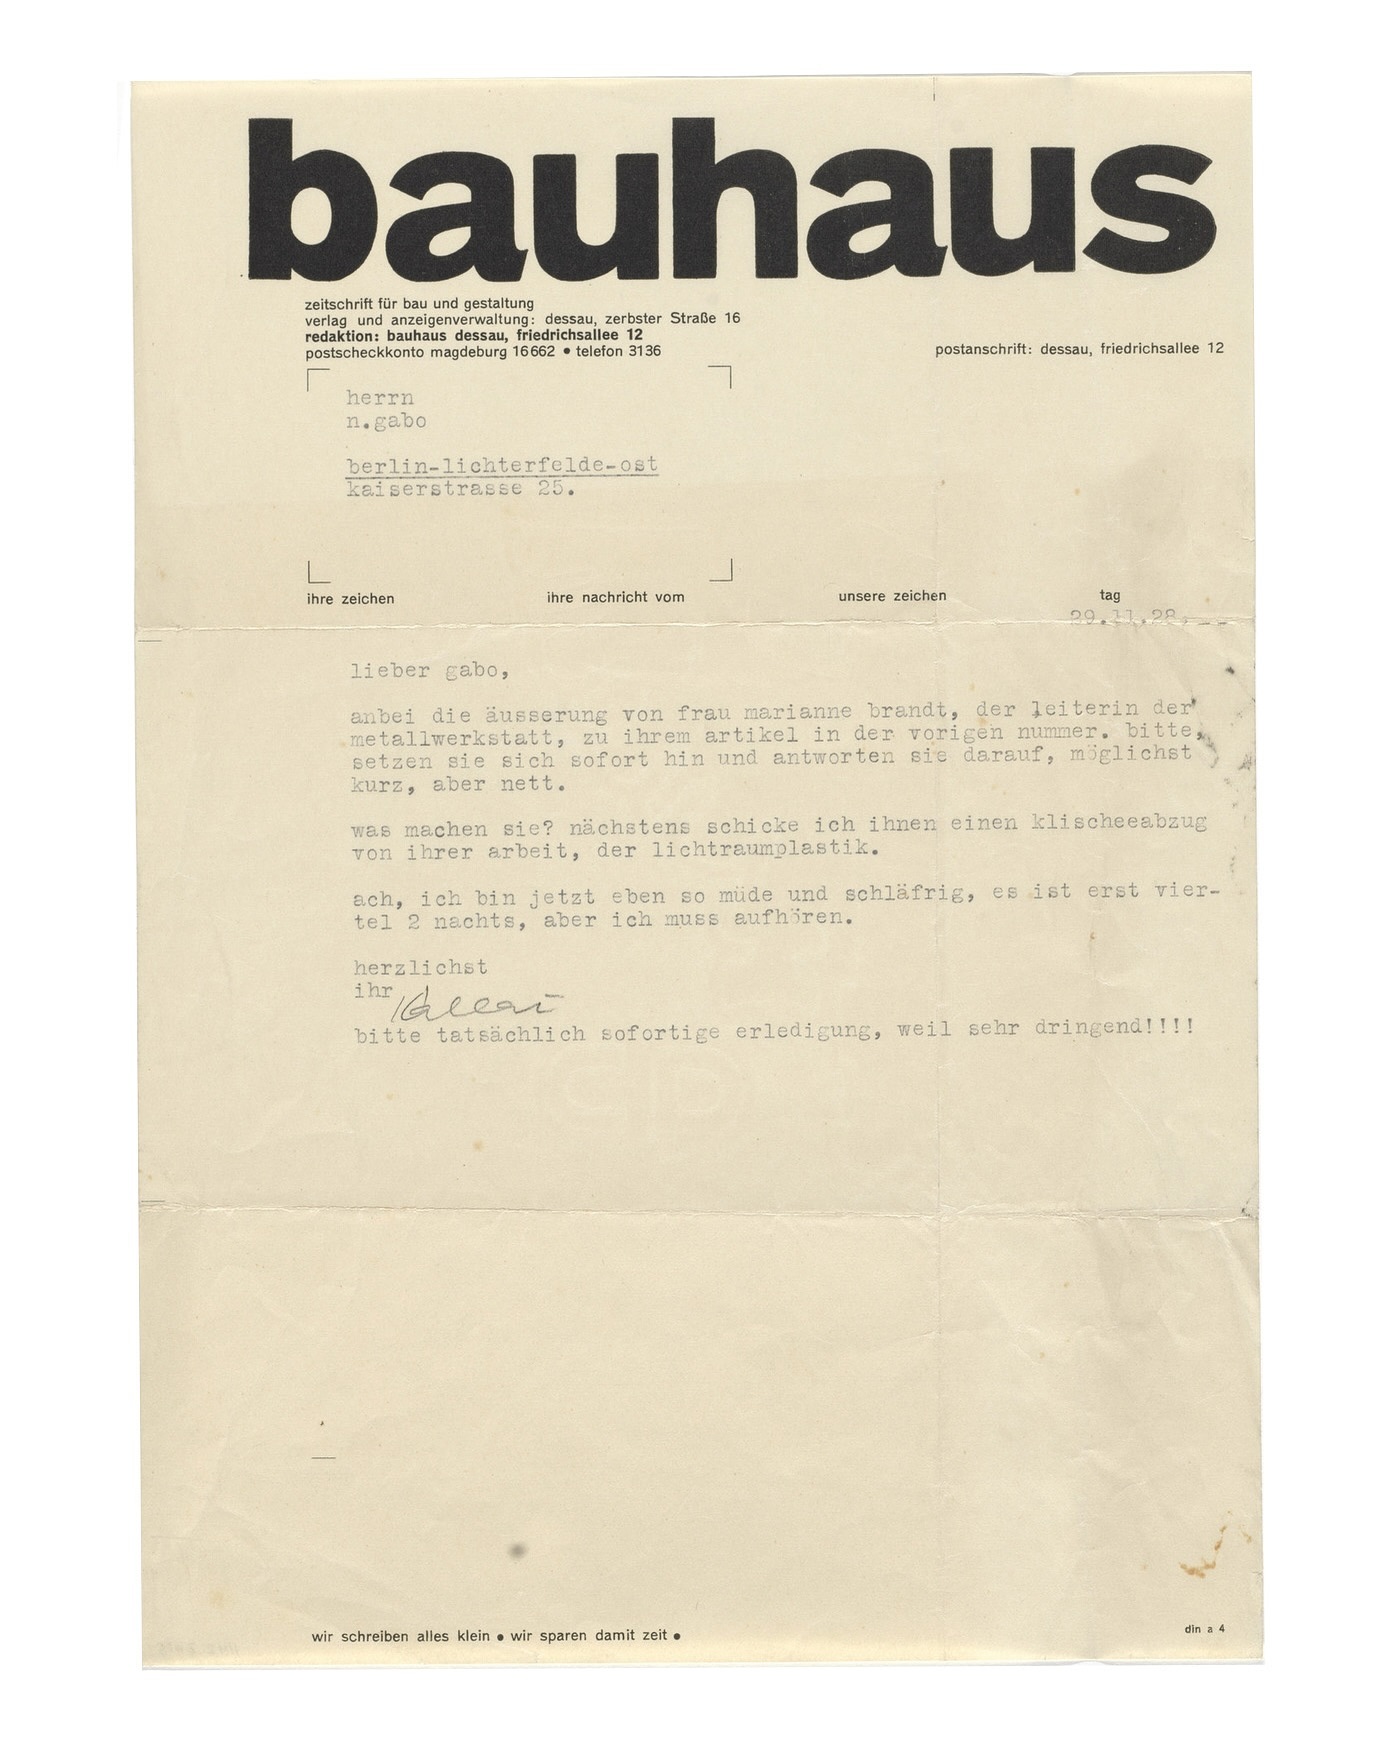 bauhaus
zeitschrift für bau und gestaltung
verlag und anzeigenverwaltung: dessau, zerbster Straße 16
redaktion: bauhaus dessau, friedrichsallee 12
postscheckkonto magdeburg 16662 • telefon 3136
postanschrift: dessau, friedrichsallee 12
herrn
n.gabo
berlin-lichterfelde-ost
kaiserstrasse 25.
ihre zeichen ihre nachricht vom unsere zeichen tag
29.11.28.
lieber gabo,
anbei die äusserung von frau marianne brandt, der leiterin der
metallwerkstatt, zu ihrem artikel in der vorigen nummer. bitte,
setzen sie sich sofort hin und antworten sie darauf, möglichst
kurz, aber nett.
was machen sie? nächstens schicke ich ihnen einen klischeeabzug
von ihrer arbeit, der lichtraumplastik.
ach, ich bin jetzt eben so müde und schläfrig, es ist erst vier-
tel 2 nachts, aber ich muss aufhören.
herzlichst
ihr
Kallai
bitte tatsächlich sofortige erledigung, weil sehr dringend!!!!
wir schreiben alles klein • wir sparen damit zeit •
din a 4